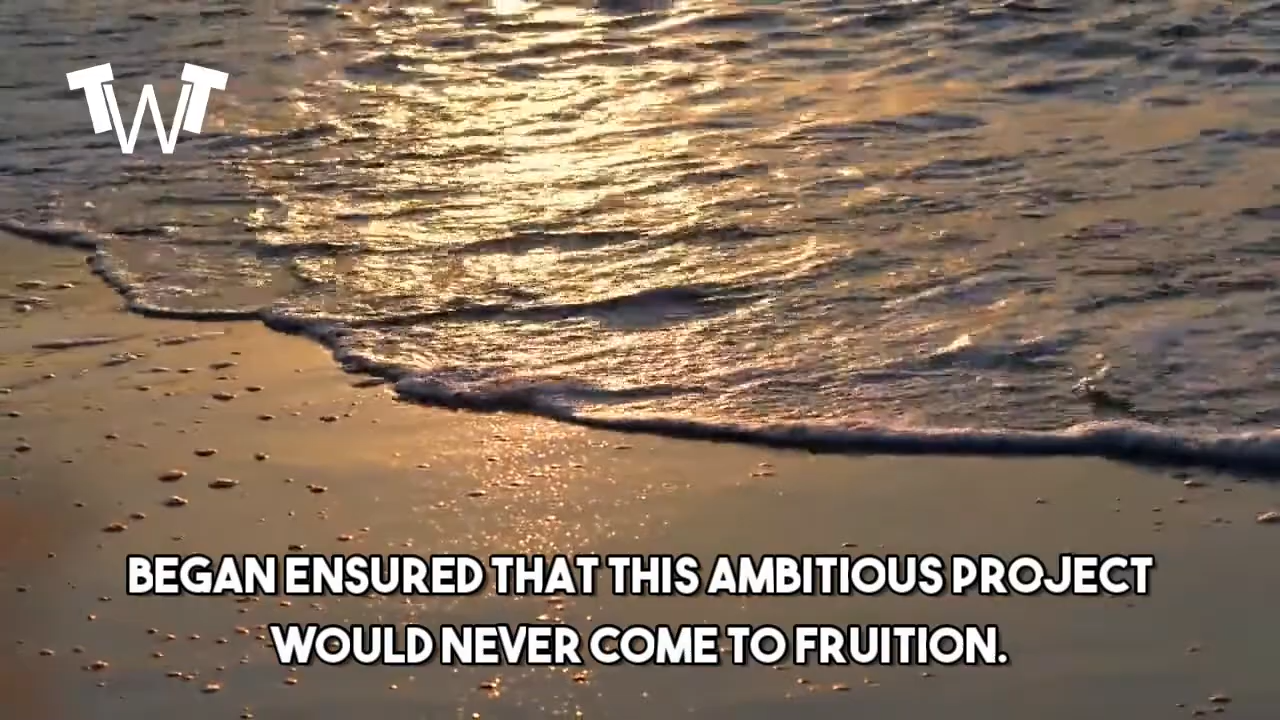 TWT
BEGAN ENSURED THAT THIS AMBITIOUS PROJECT
WOULD NEVER COME TO FRUITION.